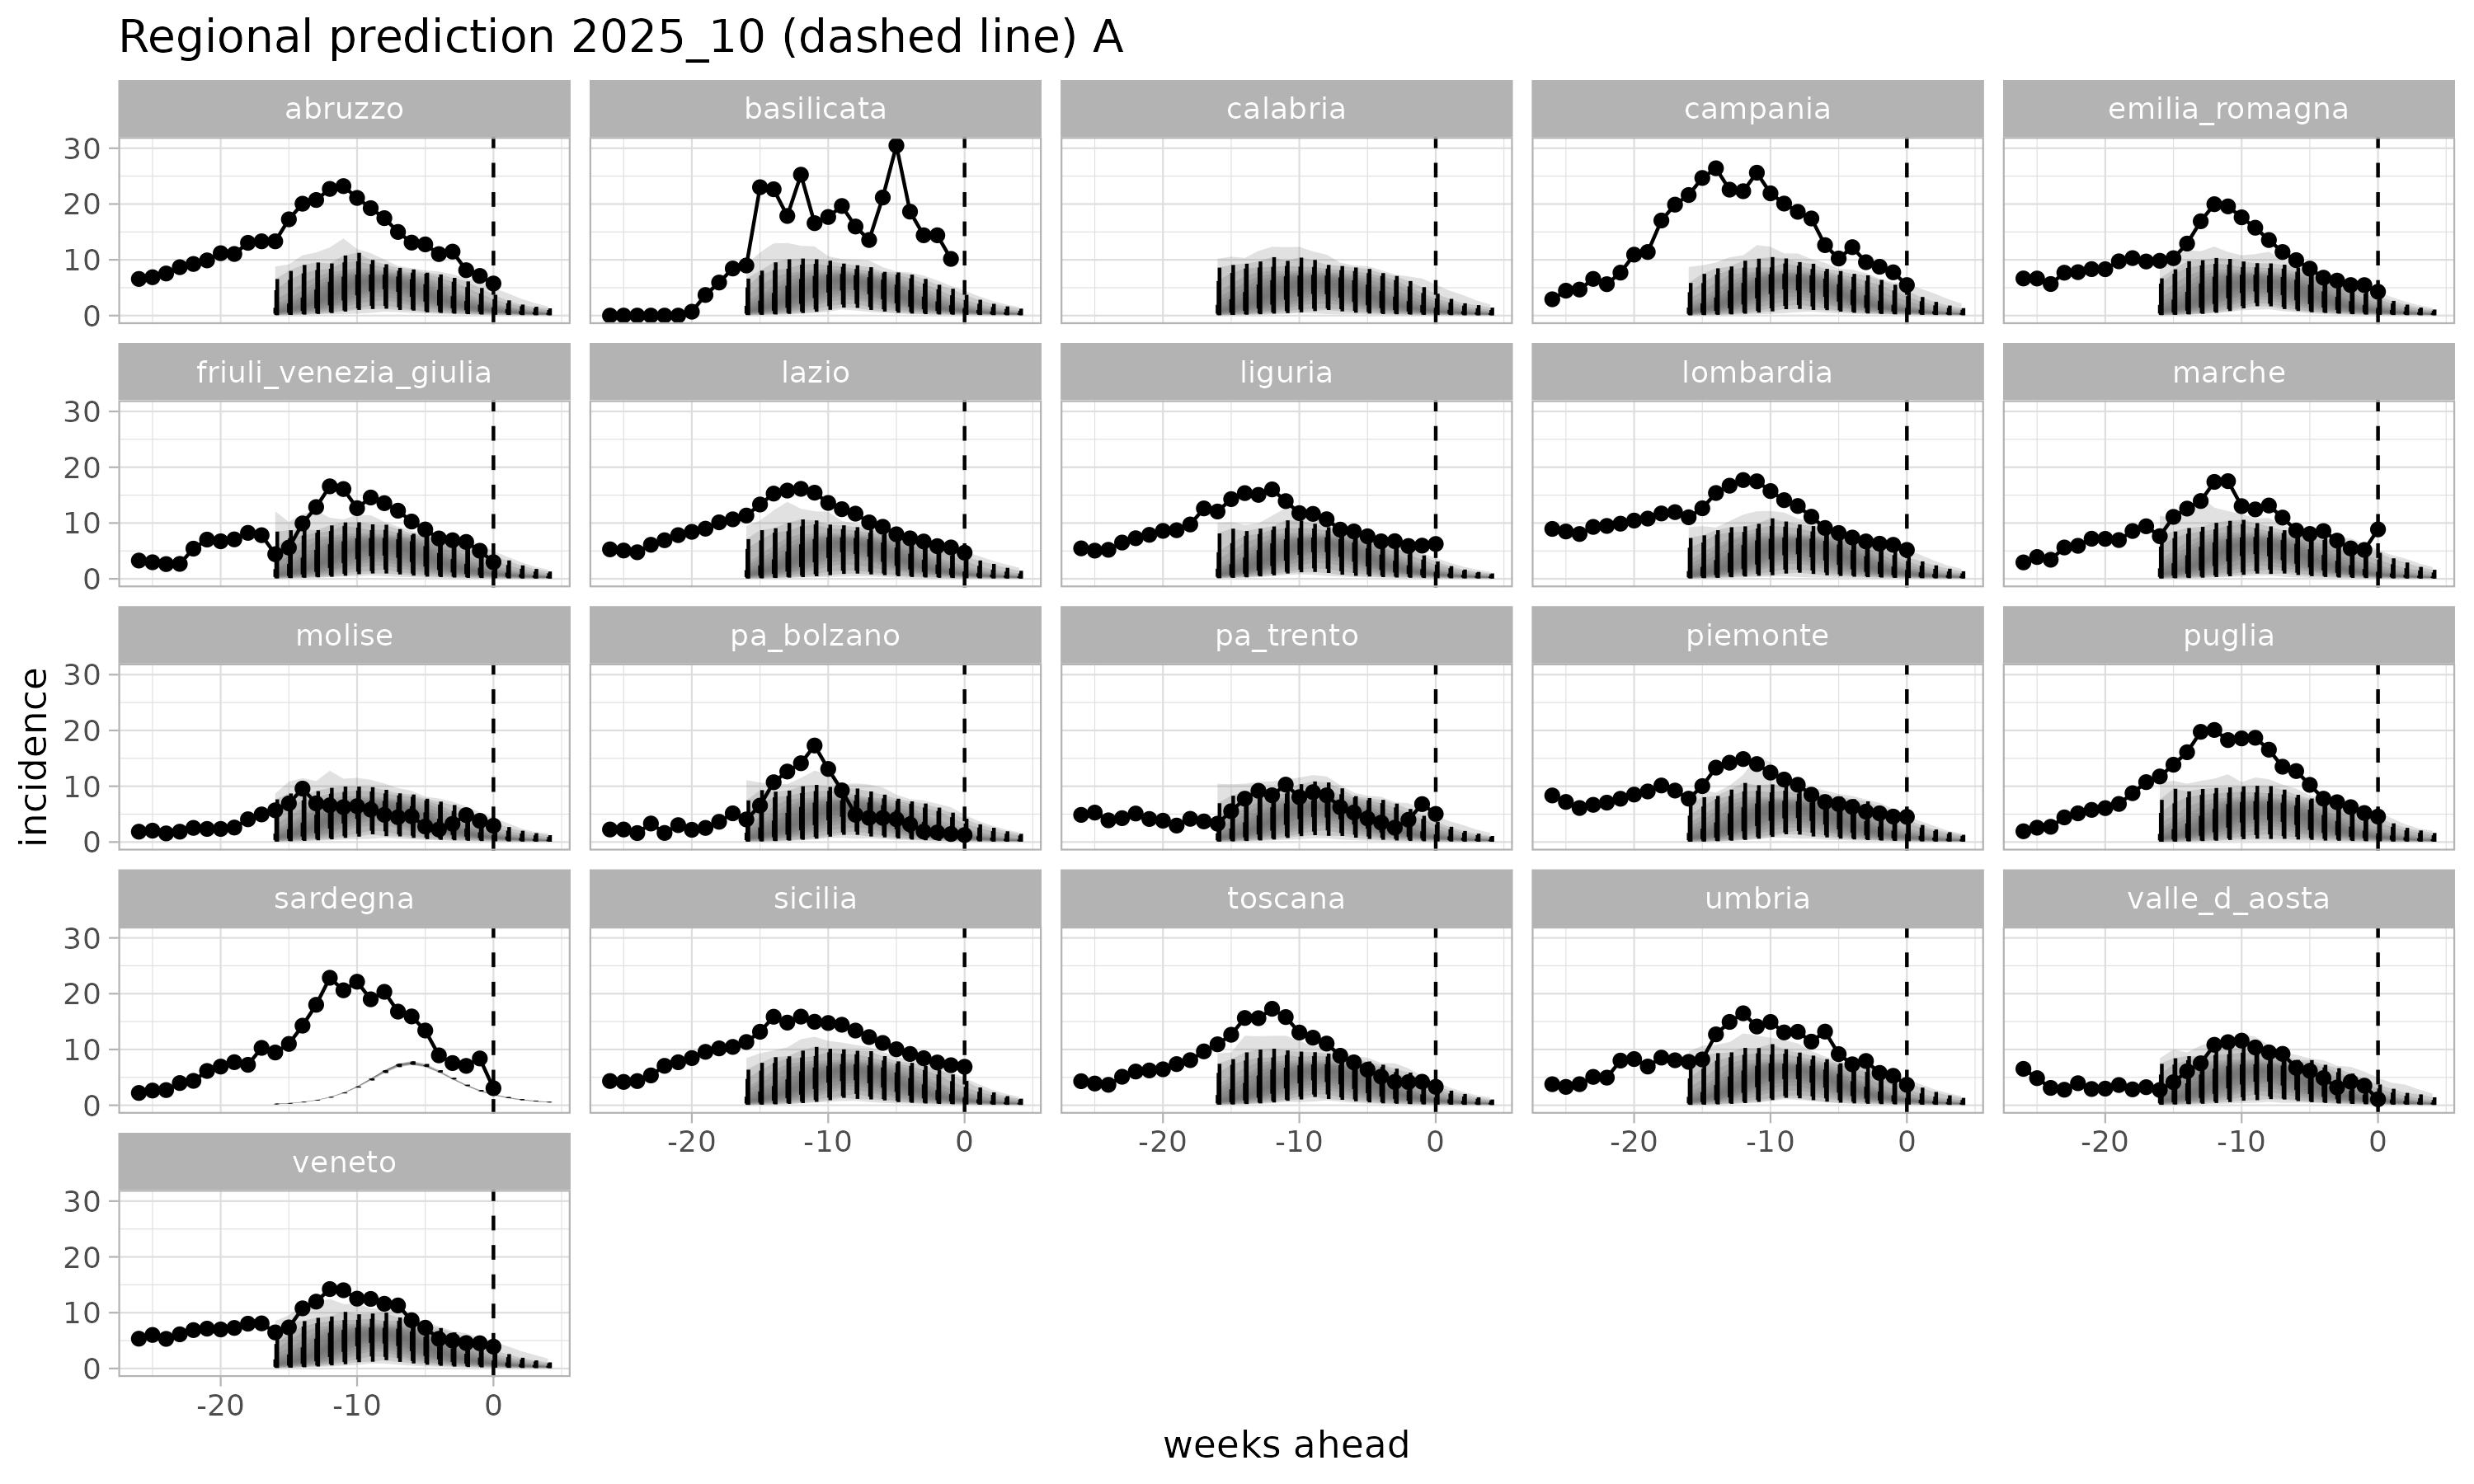 Regional prediction 2025_10 (dashed line) A
abruzzo basilicata calabria campania emilia_romagna
30
20
10
0
friuli_venezia_giulia lazio liguria lombardia marche
30
20
10
0
molise pa_bolzano pa_trento piemonte puglia
30
20
10
0
incidence
sardegna sicilia toscana umbria valle_d_aosta
30
20
10
0
-20 -10 0 -20 -10 0 -20 -10 0 -20 -10 0
veneto
30
20
10
0
-20 -10 0
weeks ahead